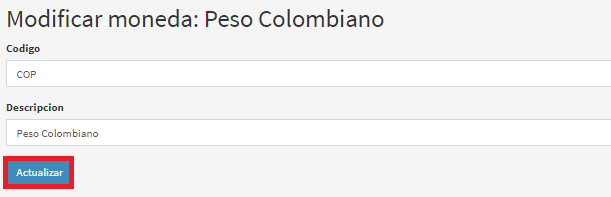 Modificar moneda: Peso Colombiano
Codigo
COP
Descripcion
Peso Colombiano
Actualizar